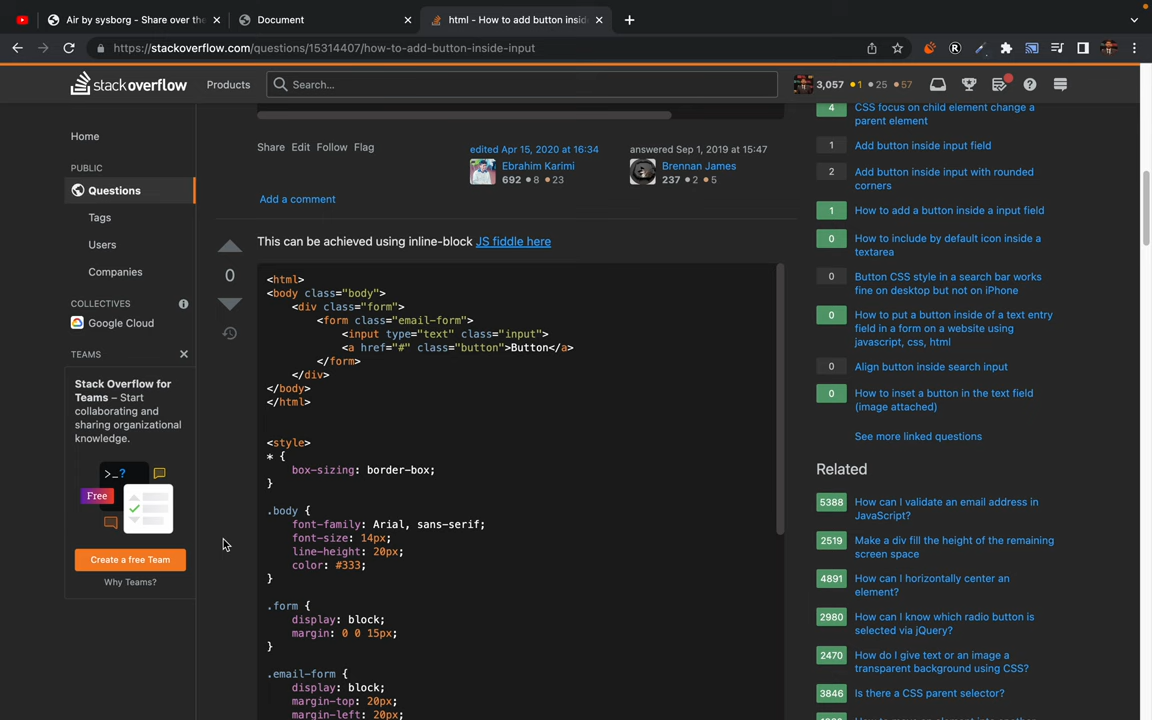 Air by sysborg - Share over the
Document
html - How to add button insid
https://stackoverflow.com/questions/15314407/how-to-add-button-inside-input
stackoverflow
Products
Search...
3,057 1 25 57
Home
PUBLIC
Questions
Tags
Users
Companies
COLLECTIVES
Google Cloud
TEAMS
Stack Overflow for
Teams – Start
collaborating and
sharing organizational
knowledge.
>_?
Free
Create a free Team
Why Teams?
Share Edit Follow Flag
edited Apr 15, 2020 at 16:34
Ebrahim Karimi
692 8 23
answered Sep 1, 2019 at 15:47
Brennan James
237 2 5
Add a comment
0
This can be achieved using inline-block JS fiddle here
<html>
<body class="body">
<div class="form">
<form class="email-form">
<input type="text" class="input">
<a href="#" class="button">Button</a>
</form>
</div>
</body>
</html>
<style>
* {
box-sizing: border-box;
}
.body {
font-family: Arial, sans-serif;
font-size: 14px;
line-height: 20px;
color: #333;
}
.form {
display: block;
margin: 0 0 15px;
}
.email-form {
display: block;
margin-top: 20px;
margin-left: 20px;
4 CSS focus on child element change a
parent element
1 Add button inside input field
2 Add button inside input with rounded
corners
1 How to add a button inside a input field
0 How to include by default icon inside a
textarea
0 Button CSS style in a search bar works
fine on desktop but not on iPhone
0 How to put a button inside of a text entry
field in a form on a website using
javascript, css, html
0 Align button inside search input
0 How to inset a button in the text field
(image attached)
See more linked questions
Related
5388 How can I validate an email address in
JavaScript?
2519 Make a div fill the height of the remaining
screen space
4891 How can I horizontally center an
element?
2980 How can I know which radio button is
selected via jQuery?
2470 How do I give text or an image a
transparent background using CSS?
3846 Is there a CSS parent selector?